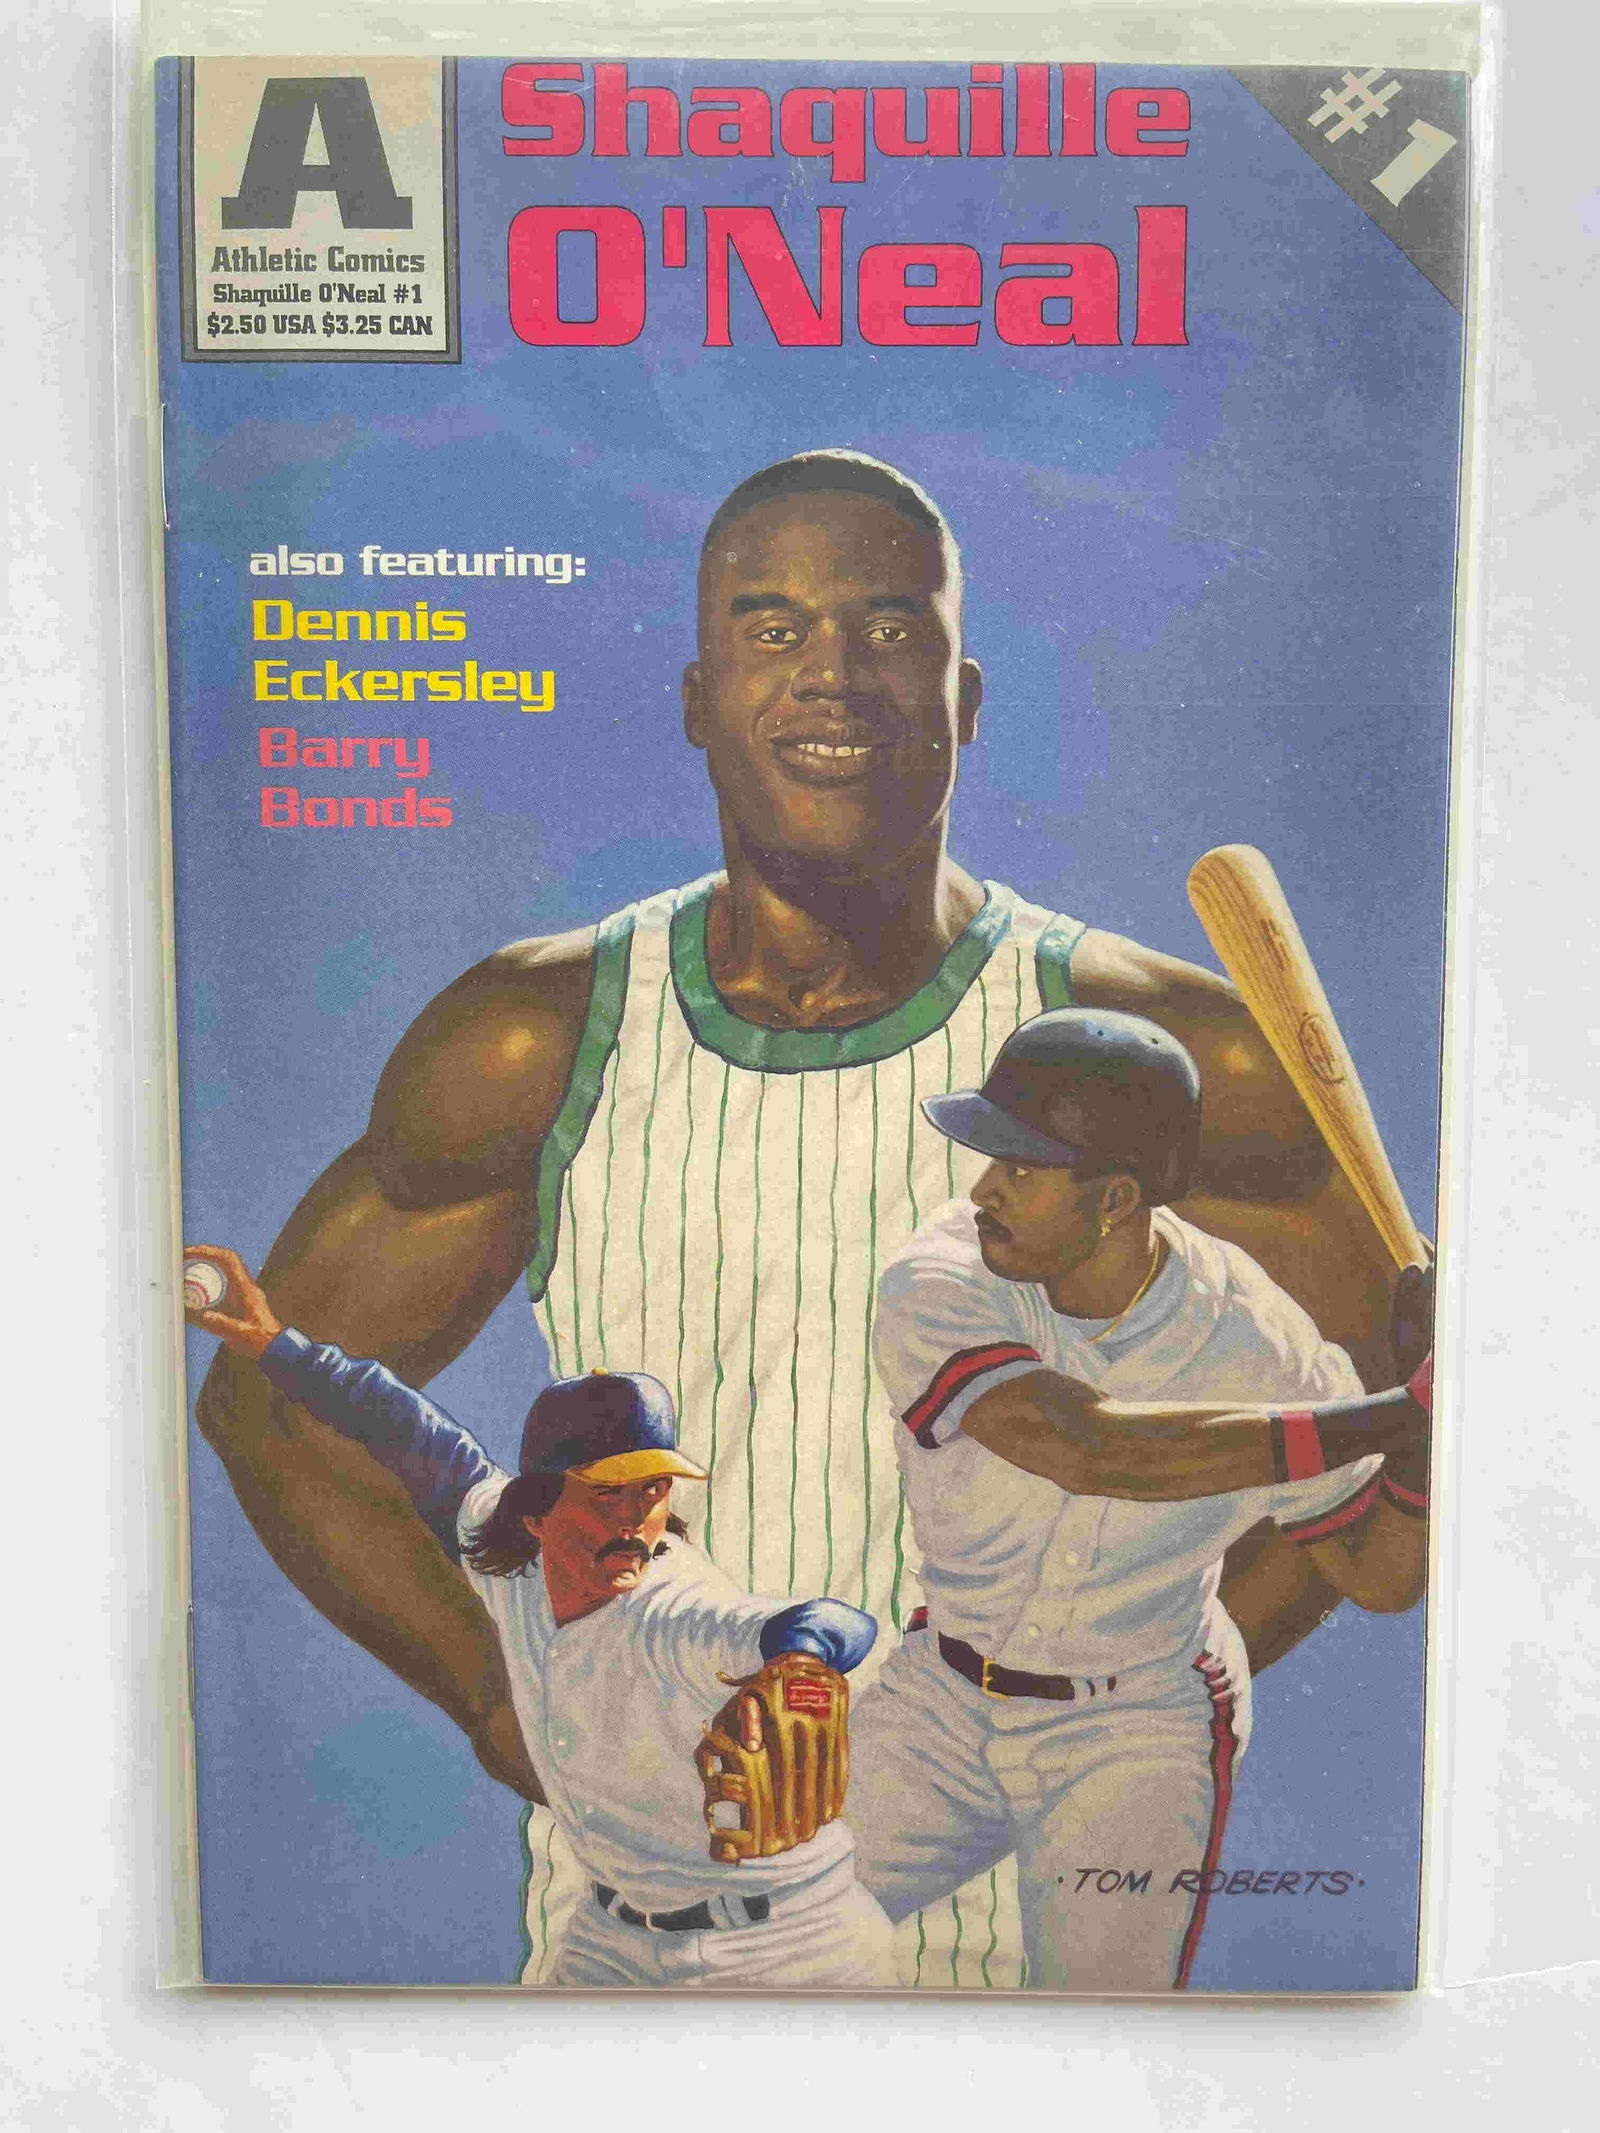 A
Athletic Comics
Shaquille O'Neal #1
$2.50 USA $3.25 CAN
Shaquille
O'Neal
#1
also featuring:
Dennis
Eckersley
Barry
Bonds
·TOM ROBERTS·